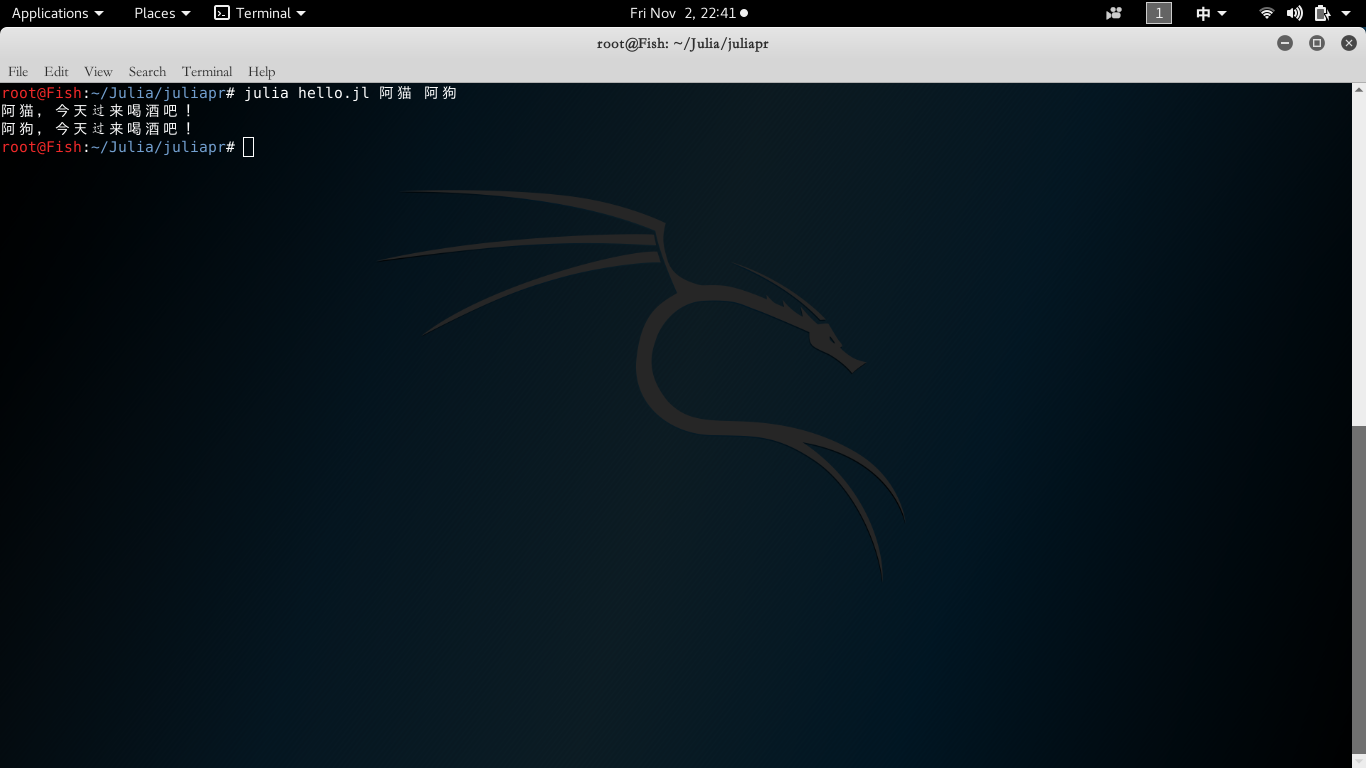 Applications Places Terminal Fri Nov 2, 22:41 1 中
root@Fish: ~/Julia/juliapr
File Edit View Search Terminal Help
root@Fish:~/Julia/juliapr# julia hello.jl 阿猫 阿狗
阿猫，今天过来喝酒吧！
阿狗，今天过来喝酒吧！
root@Fish:~/Julia/juliapr#